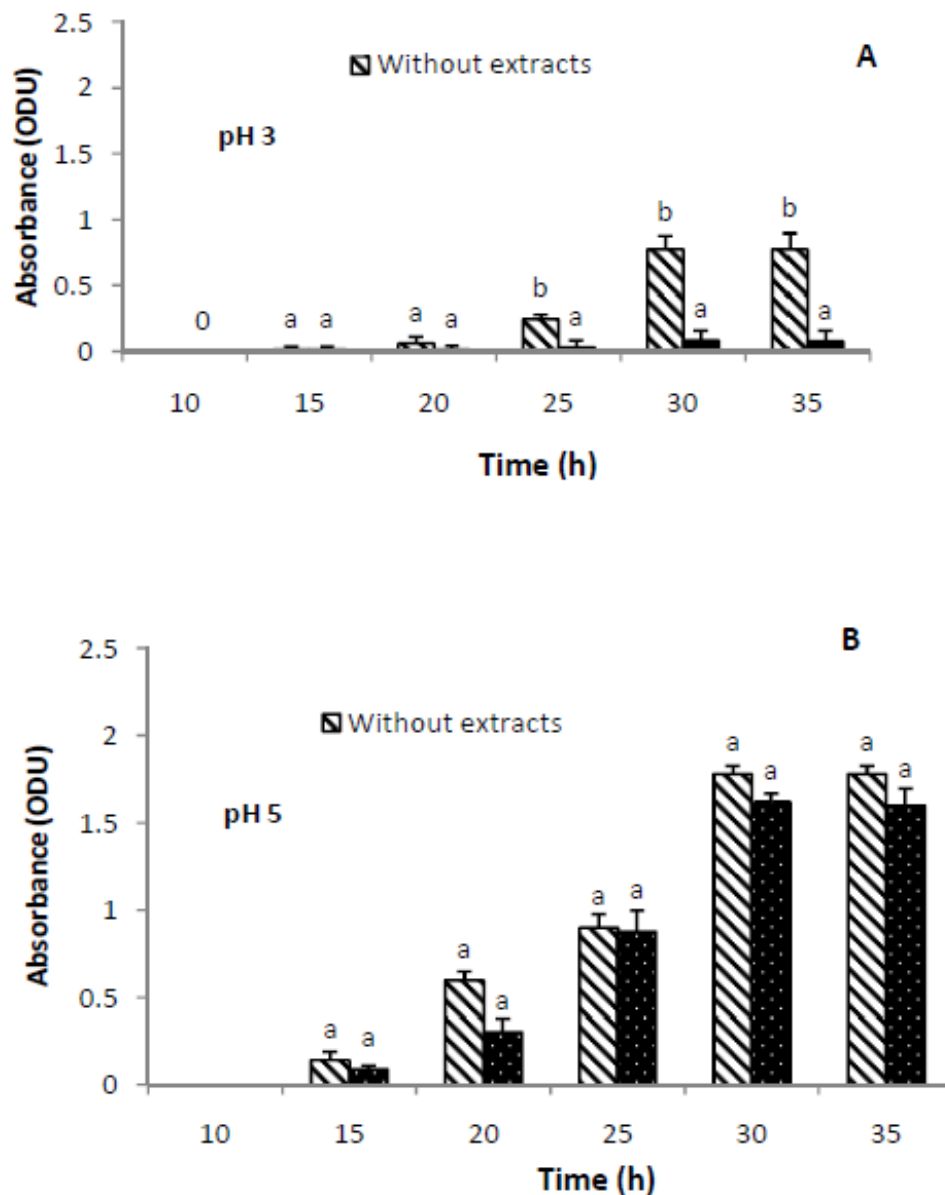 2.5
A
Without extracts
2
pH 3
1.5
Absorbance (ODU)
1
b b
0.5
b
0 a a a a a a a
0
10 15 20 25 30 35
Time (h)
B
2.5
Without extracts
2
a a a a
pH 5
1.5
Absorbance (ODU)
1
a a
a
0.5
a a a
0
10 15 20 25 30 35
Time (h)